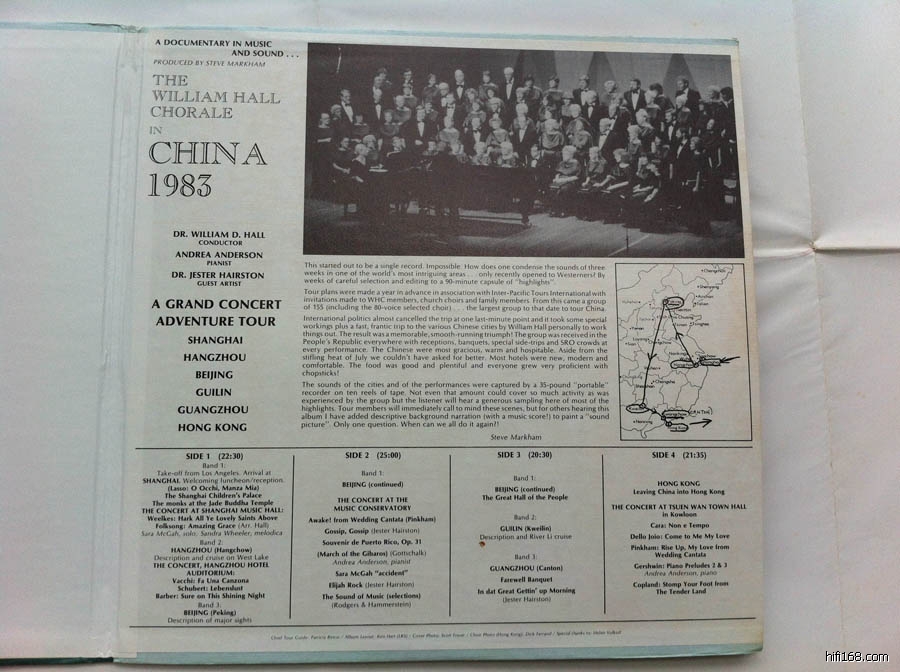 A DOCUMENTARY IN MUSIC
AND SOUND . . .
PRODUCED BY STEVE MARKHAM
THE
WILLIAM HALL
CHORALE
IN
CHINA
1983
DR. WILLIAM D. HALL
CONDUCTOR
ANDREA ANDERSON
PIANIST
DR. JESTER HAIRSTON
GUEST ARTIST
A GRAND CONCERT
ADVENTURE TOUR
SHANGHAI
HANGZHOU
BEIJING
GUILIN
GUANGZHOU
HONG KONG
This started out to be a single record. Impossible. How does one condense the sounds of three
weeks in one of the world's most intriguing areas . . . only recently opened to Westerners? By
weeks of careful selection and editing to a 90-minute capsule of "highlights".
Tour plans were made a year in advance in association with Inter-Pacific Tours International with
invitations made to WHC members, church choirs and family members. From this came a group
of 155 (including the 80-voice selected choir) . . . the largest group to that date to tour China.
International politics almost cancelled the trip at one last-minute point and it took some special
workings plus a fast, frantic trip to the various Chinese cities by William Hall personally to work
things out. The result was a memorable, smooth-running triumph! The group was received in the
People's Republic everywhere with receptions, banquets, special side-trips and SRO crowds at
every performance. The Chinese were most gracious, warm and hospitable. Aside from the
stifling heat of July we couldn't have asked for better. Most hotels were new, modern and
comfortable. The food was good and plentiful and everyone grew very proficient with
chopsticks!
The sounds of the cities and of the performances were captured by a 35-pound "portable"
recorder on ten reels of tape. Not even that amount could cover so much activity as was
experienced by the group but the listener will hear a generous sampling here of most of the
highlights. Tour members will immediately call to mind these scenes, but for others hearing this
album I have added descriptive background narration (with a music score!) to paint a "sound
picture". Only one question. When can we all do it again?!
Steve Markham
SIDE 1 (22:30)
Band 1:
Take-off from Los Angeles. Arrival at
SHANGHAI. Welcoming luncheon/reception.
(Lasso: O Occhi, Manza Mia)
The Shanghai Children's Palace
The monks at the Jade Buddha Temple
THE CONCERT AT SHANGHAI MUSIC HALL:
Weelkes: Hark All Ye Lovely Saints Above
Folksong: Amazing Grace (Arr. Hall)
Sara McGah, solo. Sandra Wheeler, melodica
Band 2:
HANGZHOU (Hangchow)
Description and cruise on West Lake
THE CONCERT, HANGZHOU HOTEL
AUDITORIUM:
Vacchi: Fa Una Canzona
Schubert: Lebenslust
Barber: Sure on This Shining Night
Band 3:
BEIJING (Peking)
Description of major sights
SIDE 2 (25:00)
Band 1:
BEIJING (continued)
THE CONCERT AT THE
MUSIC CONSERVATORY
Awake! from Wedding Cantata (Pinkham)
Gossip, Gossip (Jester Hairston)
Souvenir de Puerto Rico, Op. 31
(March of the Gibaros) (Gottschalk)
Andrea Anderson, pianist
Sara McGah "accident"
Elijah Rock (Jester Hairston)
The Sound of Music (selections)
(Rodgers & Hammerstein)
SIDE 3 (20:30)
Band 1:
BEIJING (continued)
The Great Hall of the People
Band 2:
GUILIN (Kweilin)
Description and River Li cruise
Band 3:
GUANGZHOU (Canton)
Farewell Banquet
In dat Great Gettin' up Morning
(Jester Hairston)
SIDE 4 (21:35)
HONG KONG
Leaving China into Hong Kong
THE CONCERT AT TSUEN WAN TOWN HALL
in Kowloon
Cara: Non e Tempo
Dello Joio: Come to Me My Love
Pinkham: Rise Up, My Love from
Wedding Cantata
Gershwin: Piano Preludes 2 & 3
Andrea Anderson, piano
Copland: Stomp Your Foot from
The Tender Land
hifi168.com